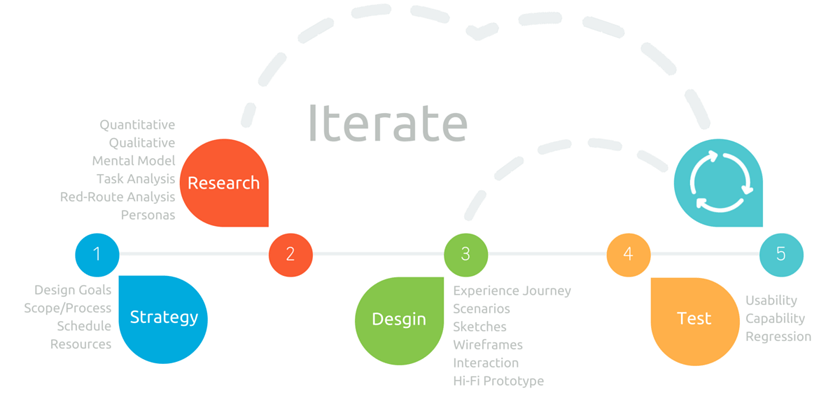 Iterate
Quantitative
Qualitative
Mental Model
Task Analysis
Red-Route Analysis
Personas
Research
1
2
3
4
5
Design Goals
Scope/Process
Schedule
Resources
Strategy
Desgin
Experience Journey
Scenarios
Sketches
Wireframes
Interaction
Hi-Fi Prototype
Test
Usability
Capability
Regression